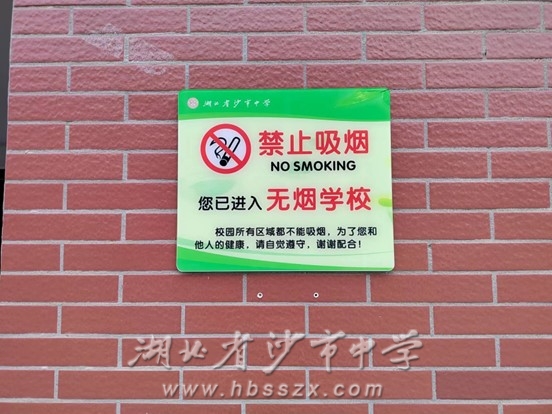 湖北省沙市中学
禁止吸烟
NO SMOKING
您已进入 无烟学校
校园所有区域都不能吸烟，为了您和
他人的健康，请自觉遵守，谢谢配合！
湖北省沙市中学
www.hbsszx.com